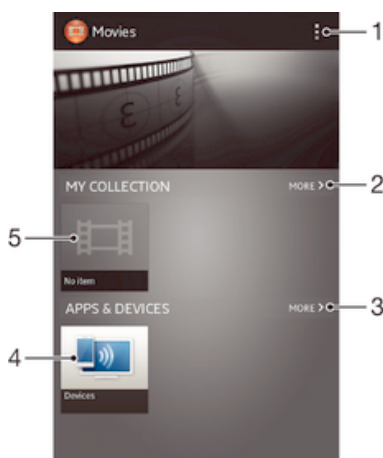 Movies
1
MY COLLECTION
MORE
2
5
No item
APPS & DEVICES
MORE
3
4
Devices